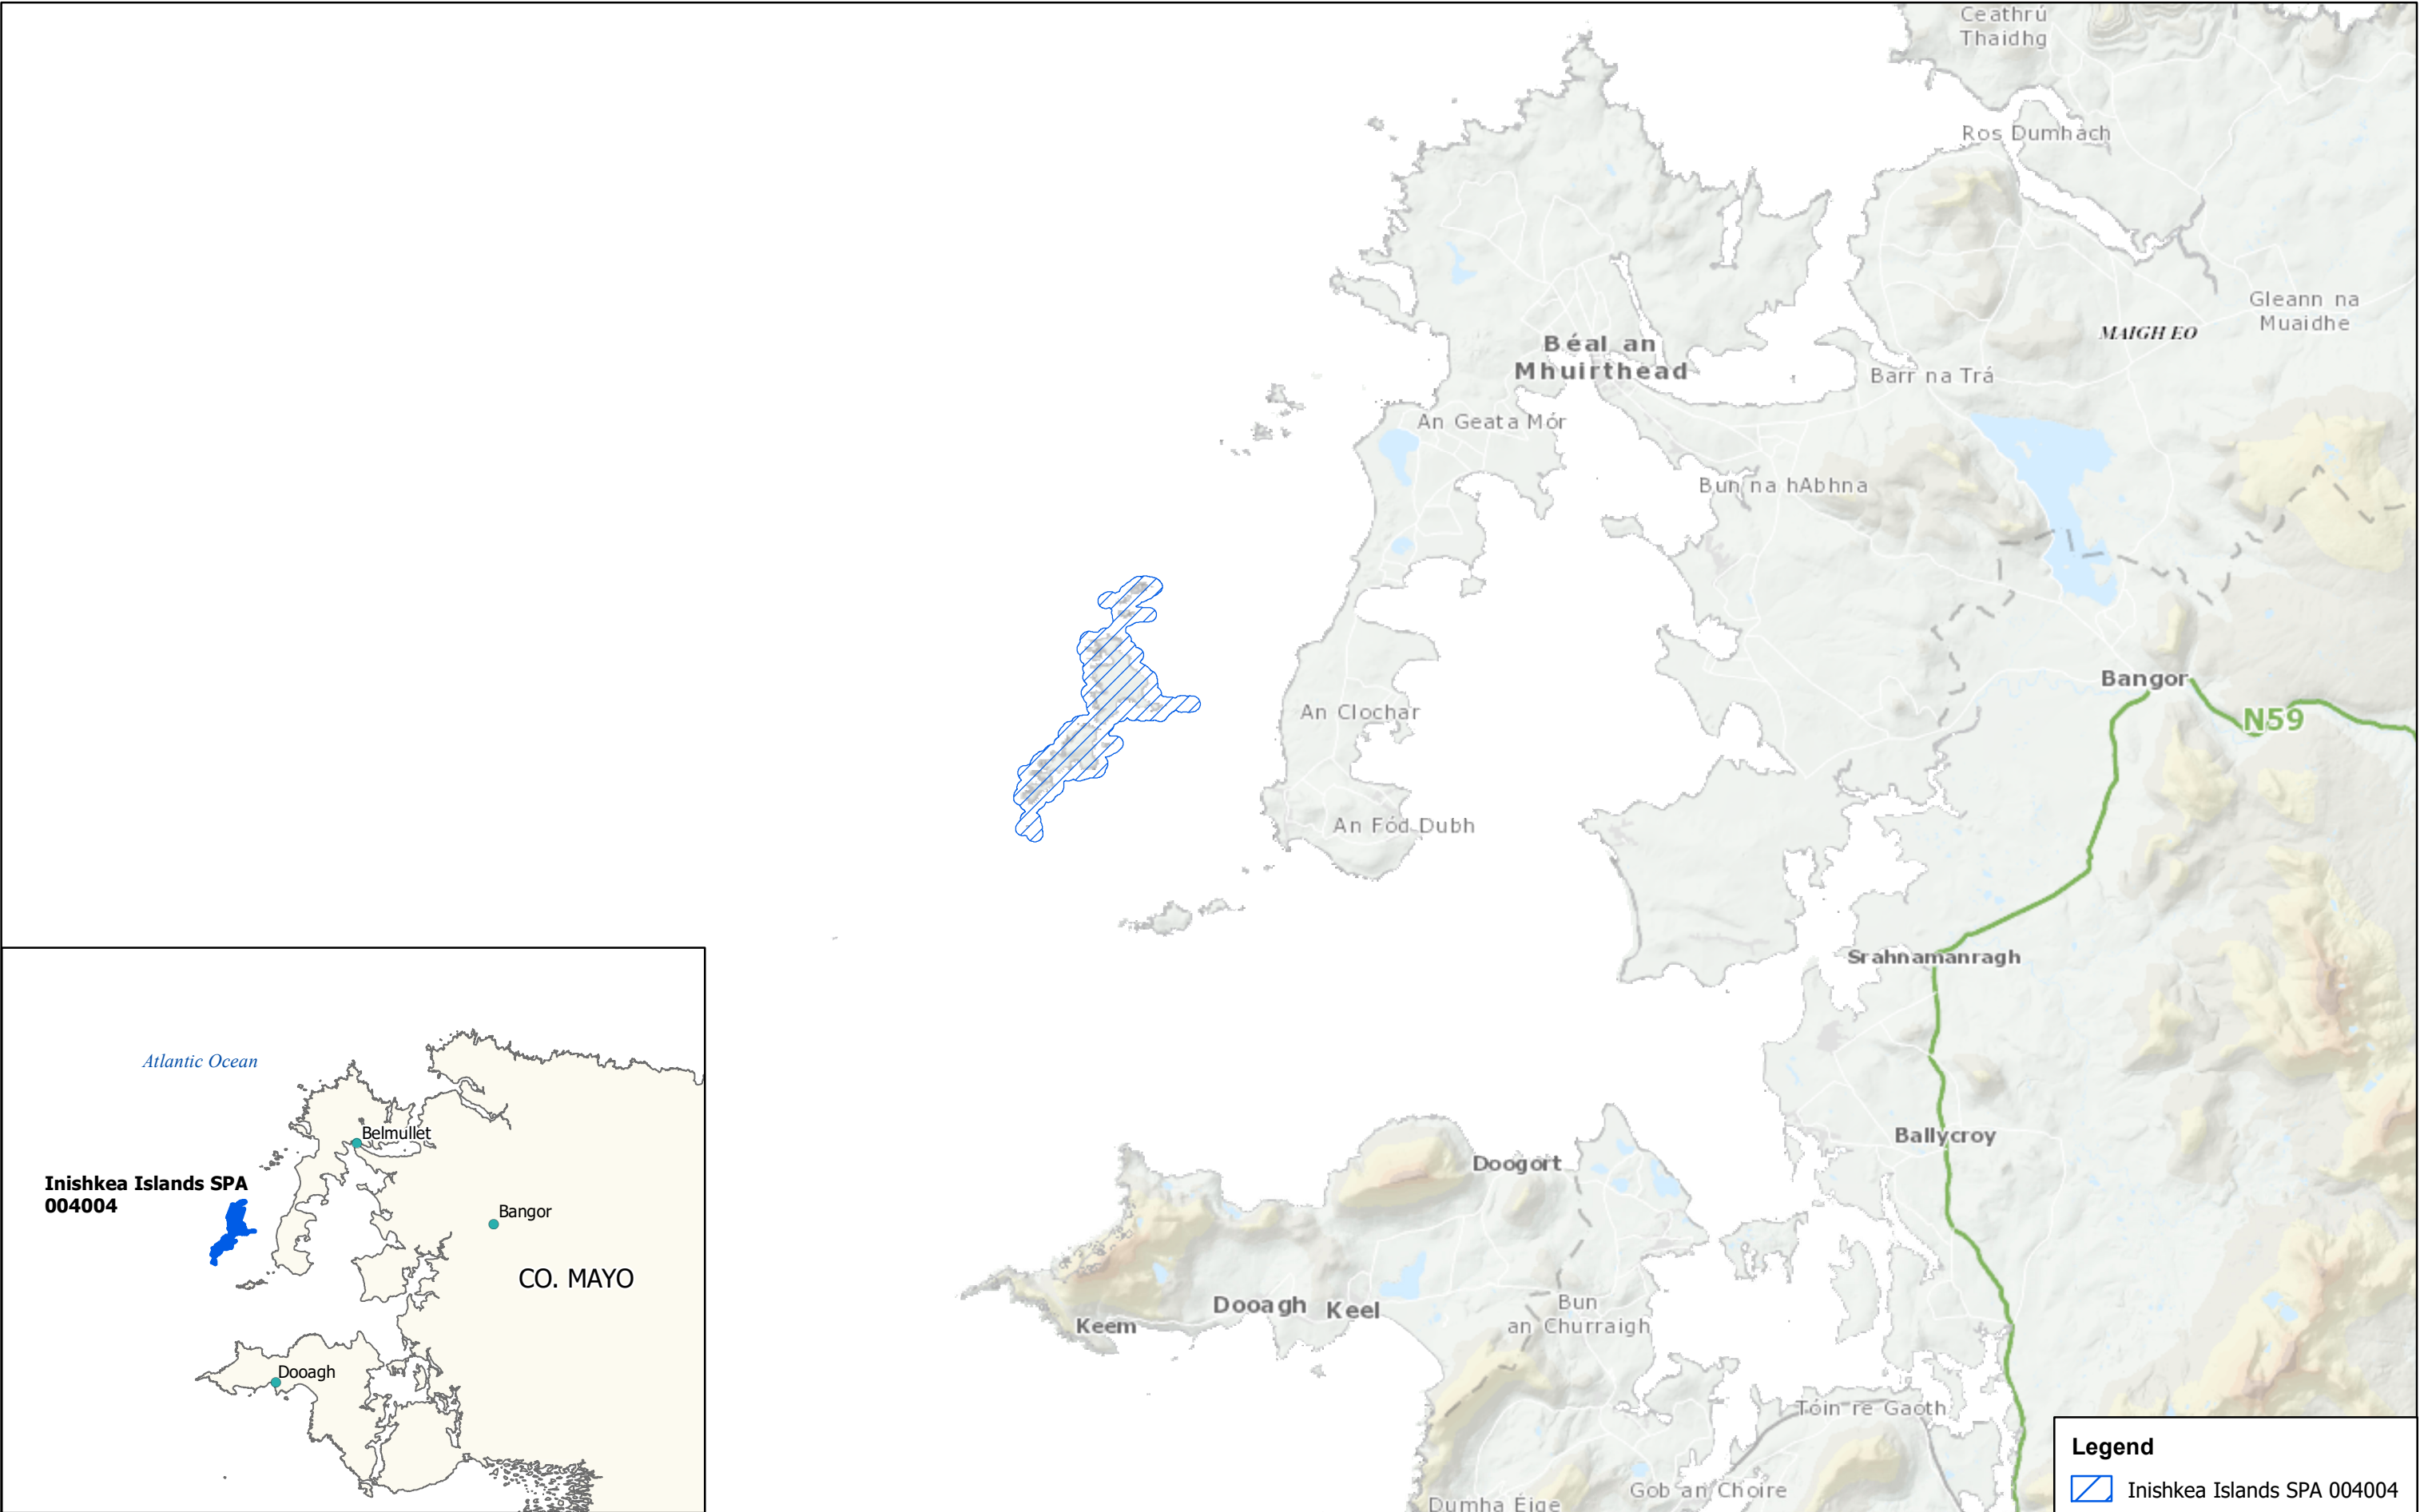 Ceathrú
Thaidhg
Ros Dumhach
Gleann na
Muaidhe
MAIGH EO
Béal an
Mhuirthead
Barr na Trá
An Geata Mór
Bun na hAbhna
Bangor
N59
An Clochar
An Fód Dubh
Srahnamanragh
Ballycroy
Doogort
Dooagh
Keel
Keem
Bun
an Churraigh
Tóin re Gaoth
Gob an Choire
Dumha Éige
Atlantic Ocean
Belmullet
Inishkea Islands SPA
004004
Bangor
CO. MAYO
Dooagh
Legend
Inishkea Islands SPA 004004